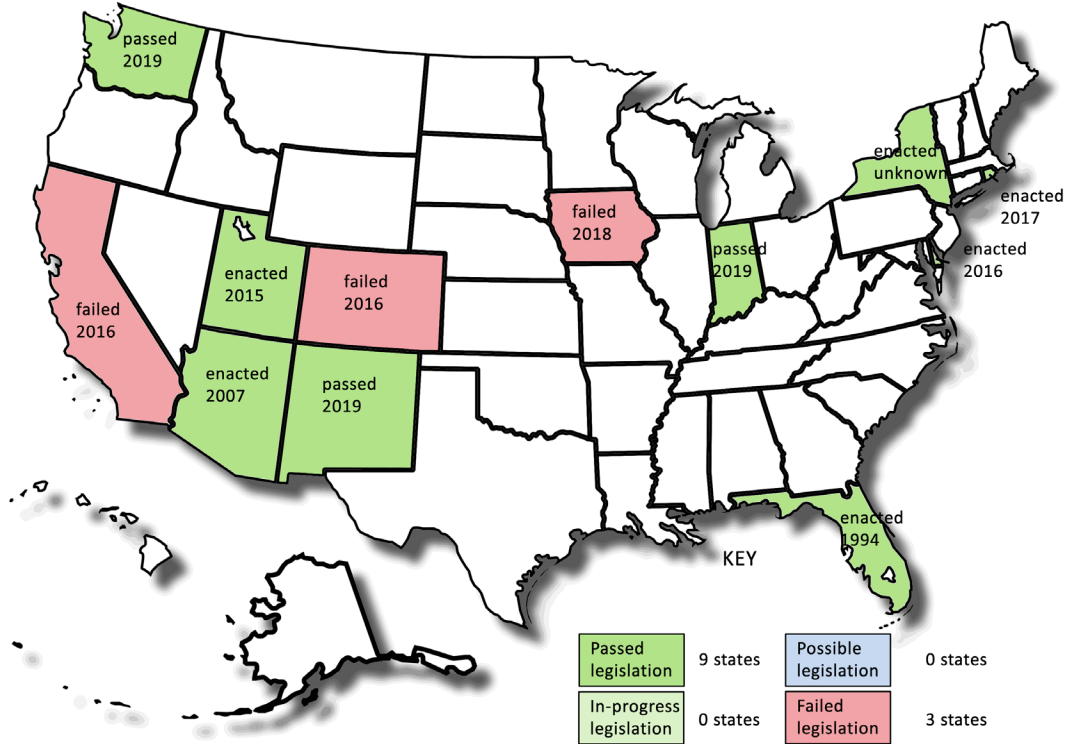 passed
2019
enacted
unknown
enacted
2017
failed
2018
passed
2019
enacted
2016
enacted
2015
failed
2016
failed
2016
enacted
2007
passed
2019
enacted
1994
KEY
Passed
legislation
9 states
Possible
legislation
0 states
In-progress
legislation
0 states
Failed
legislation
3 states